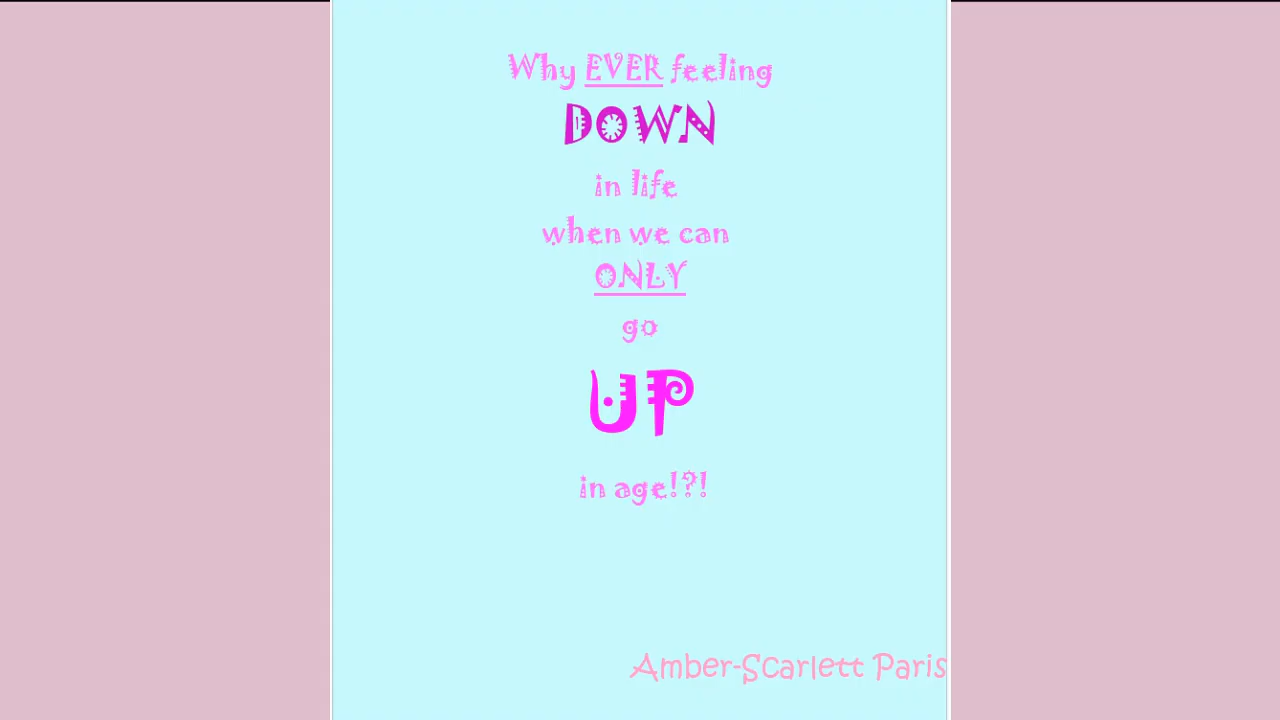 Why EVER feeling
DOWN
in life
when we can
ONLY
go
UP
in age!?!
Amber-Scarlett Paris